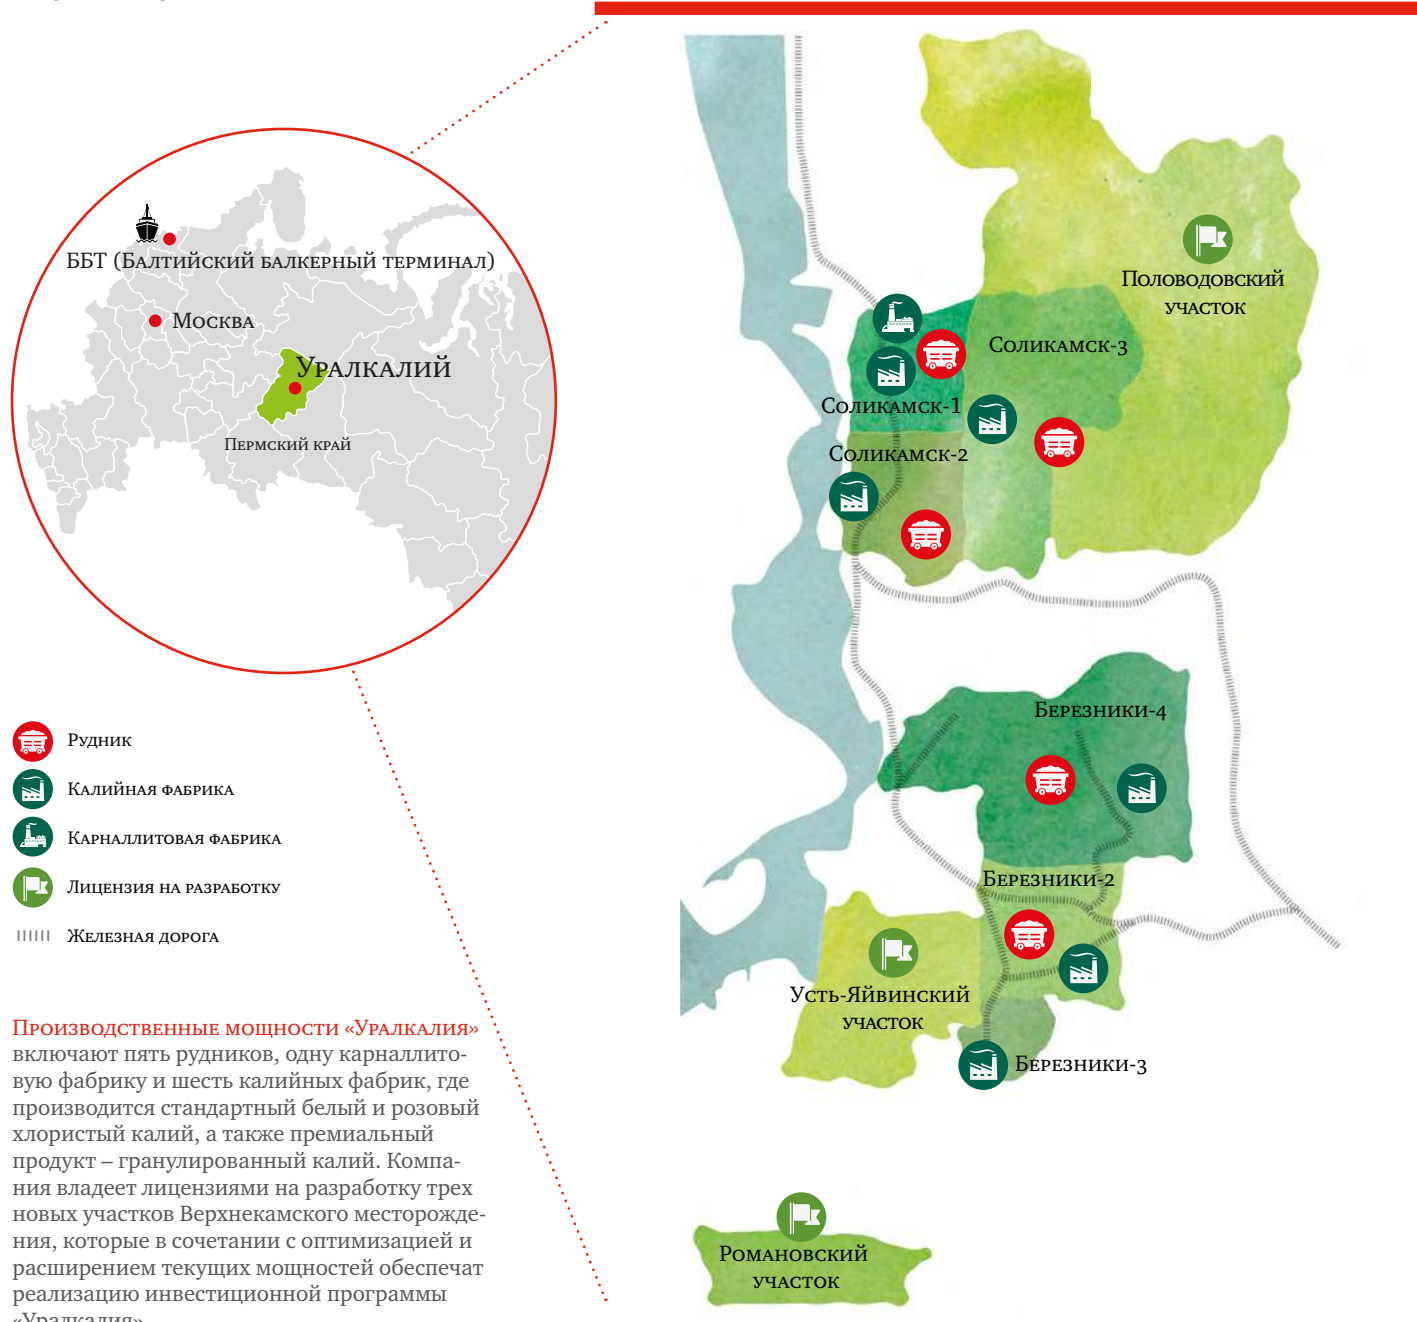 ББТ (Балтийский балкерный терминал)
Москва
Уралкалий
Пермский край
Рудник
Калийная фабрика
Карналлитовая фабрика
Лицензия на разработку
Железная дорога
Производственные мощности «Уралкалия»
включают пять рудников, одну карналлито-
вую фабрику и шесть калийных фабрик, где
производится стандартный белый и розовый
хлористый калий, а также премиальный
продукт – гранулированный калий. Компа-
ния владеет лицензиями на разработку трех
новых участков Верхнекамского месторожде-
ния, которые в сочетании с оптимизацией и
расширением текущих мощностей обеспечат
реализацию инвестиционной программы
«Уралкалия»
Половодовский
участок
Соликамск-3
Соликамск-1
Соликамск-2
Березники-4
Березники-2
Усть-Яйвинский
участок
Березники-3
Романовский
участок